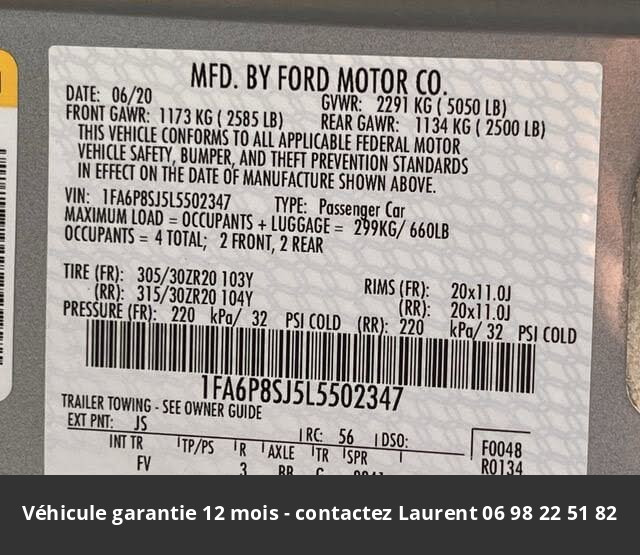 MFD. BY FORD MOTOR CO.
DATE: 06/20 GVWR: 2291 KG ( 5050 LB)
FRONT GAWR: 1173 KG ( 2585 LB) REAR GAWR: 1134 KG ( 2500 LB)
THIS VEHICLE CONFORMS TO ALL APPLICABLE FEDERAL MOTOR
VEHICLE SAFETY, BUMPER, AND THEFT PREVENTION STANDARDS
IN EFFECT ON THE DATE OF MANUFACTURE SHOWN ABOVE.
VIN: 1FA6P8SJ5L5502347 TYPE: Passenger Car
MAXIMUM LOAD = OCCUPANTS + LUGGAGE = 299KG/ 660LB
OCCUPANTS = 4 TOTAL; 2 FRONT, 2 REAR
TIRE (FR): 305/30ZR20 103Y RIMS (FR): 20x11.0J
(RR): 315/30ZR20 104Y (RR): 20x11.0J
PRESSURE (FR): 220 kPa/ 32 PSI COLD (RR): 220 kPa/ 32 PSI COLD
1FA6P8SJ5L5502347
TRAILER TOWING - SEE OWNER GUIDE
EXT PNT: JS RC: 56 DSO: F0048
INT TR TP/PS R AXLE TR SPR R0134
FV 3
Véhicule garantie 12 mois - contactez Laurent 06 98 22 51 82